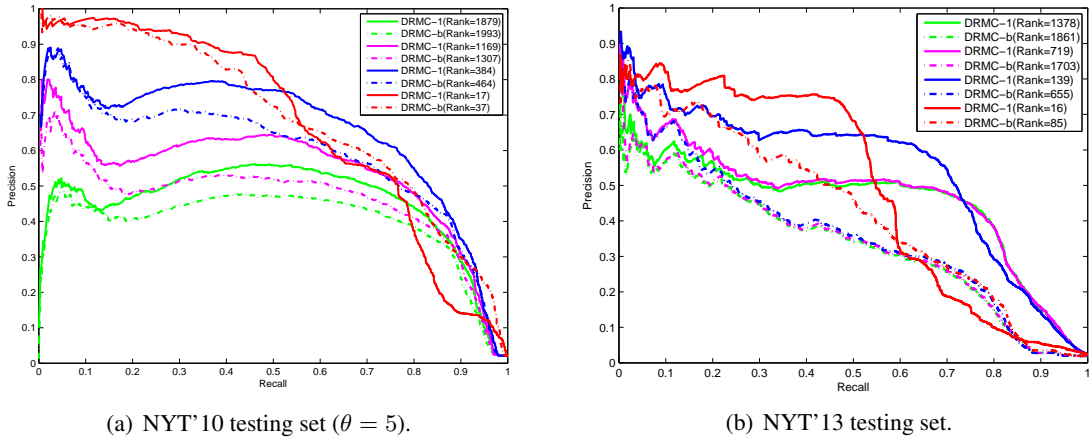 DRMC−1(Rank=1879)
DRMC−b(Rank=1993)
DRMC−1(Rank=1169)
DRMC−b(Rank=1307)
DRMC−1(Rank=384)
DRMC−b(Rank=464)
DRMC−1(Rank=17)
DRMC−b(Rank=37)
1
0.9
0.8
0.7
0.6
0.5
0.4
0.3
0.2
0.1
0
Precision
0 0.1 0.2 0.3 0.4 0.5 0.6 0.7 0.8 0.9 1
Recall
(a) NYT'10 testing set (θ = 5).
DRMC−1(Rank=1378)
DRMC−b(Rank=1861)
DRMC−1(Rank=719)
DRMC−b(Rank=1703)
DRMC−1(Rank=139)
DRMC−b(Rank=655)
DRMC−1(Rank=16)
DRMC−b(Rank=85)
1
0.9
0.8
0.7
0.6
0.5
0.4
0.3
0.2
0.1
0
Precision
0 0.1 0.2 0.3 0.4 0.5 0.6 0.7 0.8 0.9 1
Recall
(b) NYT'13 testing set.